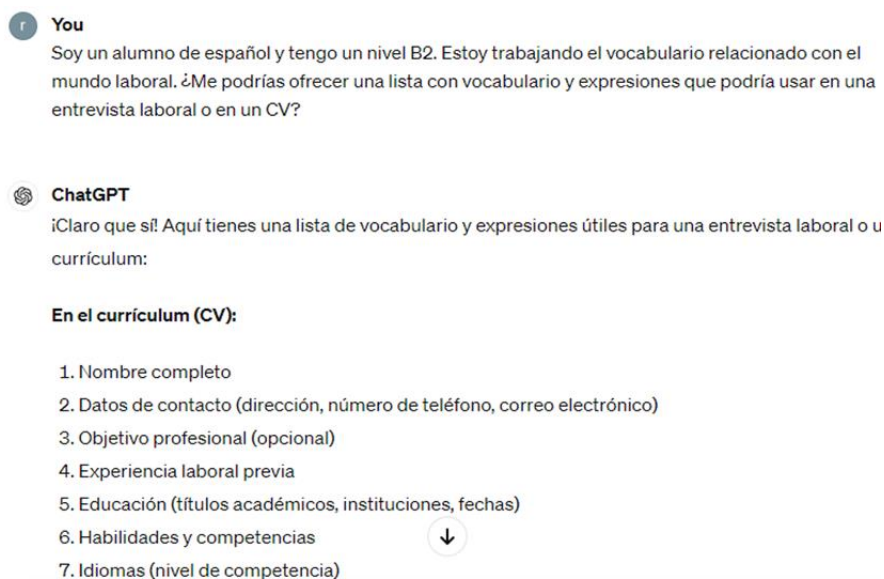 r
You
Soy un alumno de español y tengo un nivel B2. Estoy trabajando el vocabulario relacionado con el
mundo laboral. ¿Me podrías ofrecer una lista con vocabulario y expresiones que podría usar en una
entrevista laboral o en un CV?
ChatGPT
¡Claro que sí! Aquí tienes una lista de vocabulario y expresiones útiles para una entrevista laboral o
currículum:
En el currículum (CV):
1. Nombre completo
2. Datos de contacto (dirección, número de teléfono, correo electrónico)
3. Objetivo profesional (opcional)
4. Experiencia laboral previa
5. Educación (títulos académicos, instituciones, fechas)
6. Habilidades y competencias
7. Idiomas (nivel de competencia)